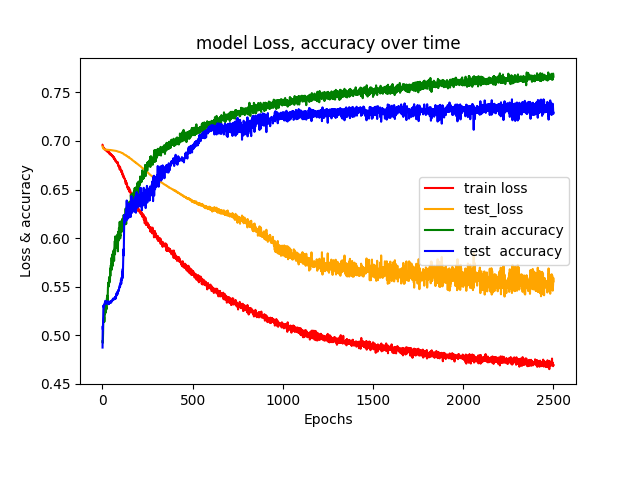 model Loss, accuracy over time
Loss & accuracy
0.75
0.70
0.65
0.60
0.55
0.50
0.45
train loss
test_loss
train accuracy
test  accuracy
0 500 1000 1500 2000 2500
Epochs